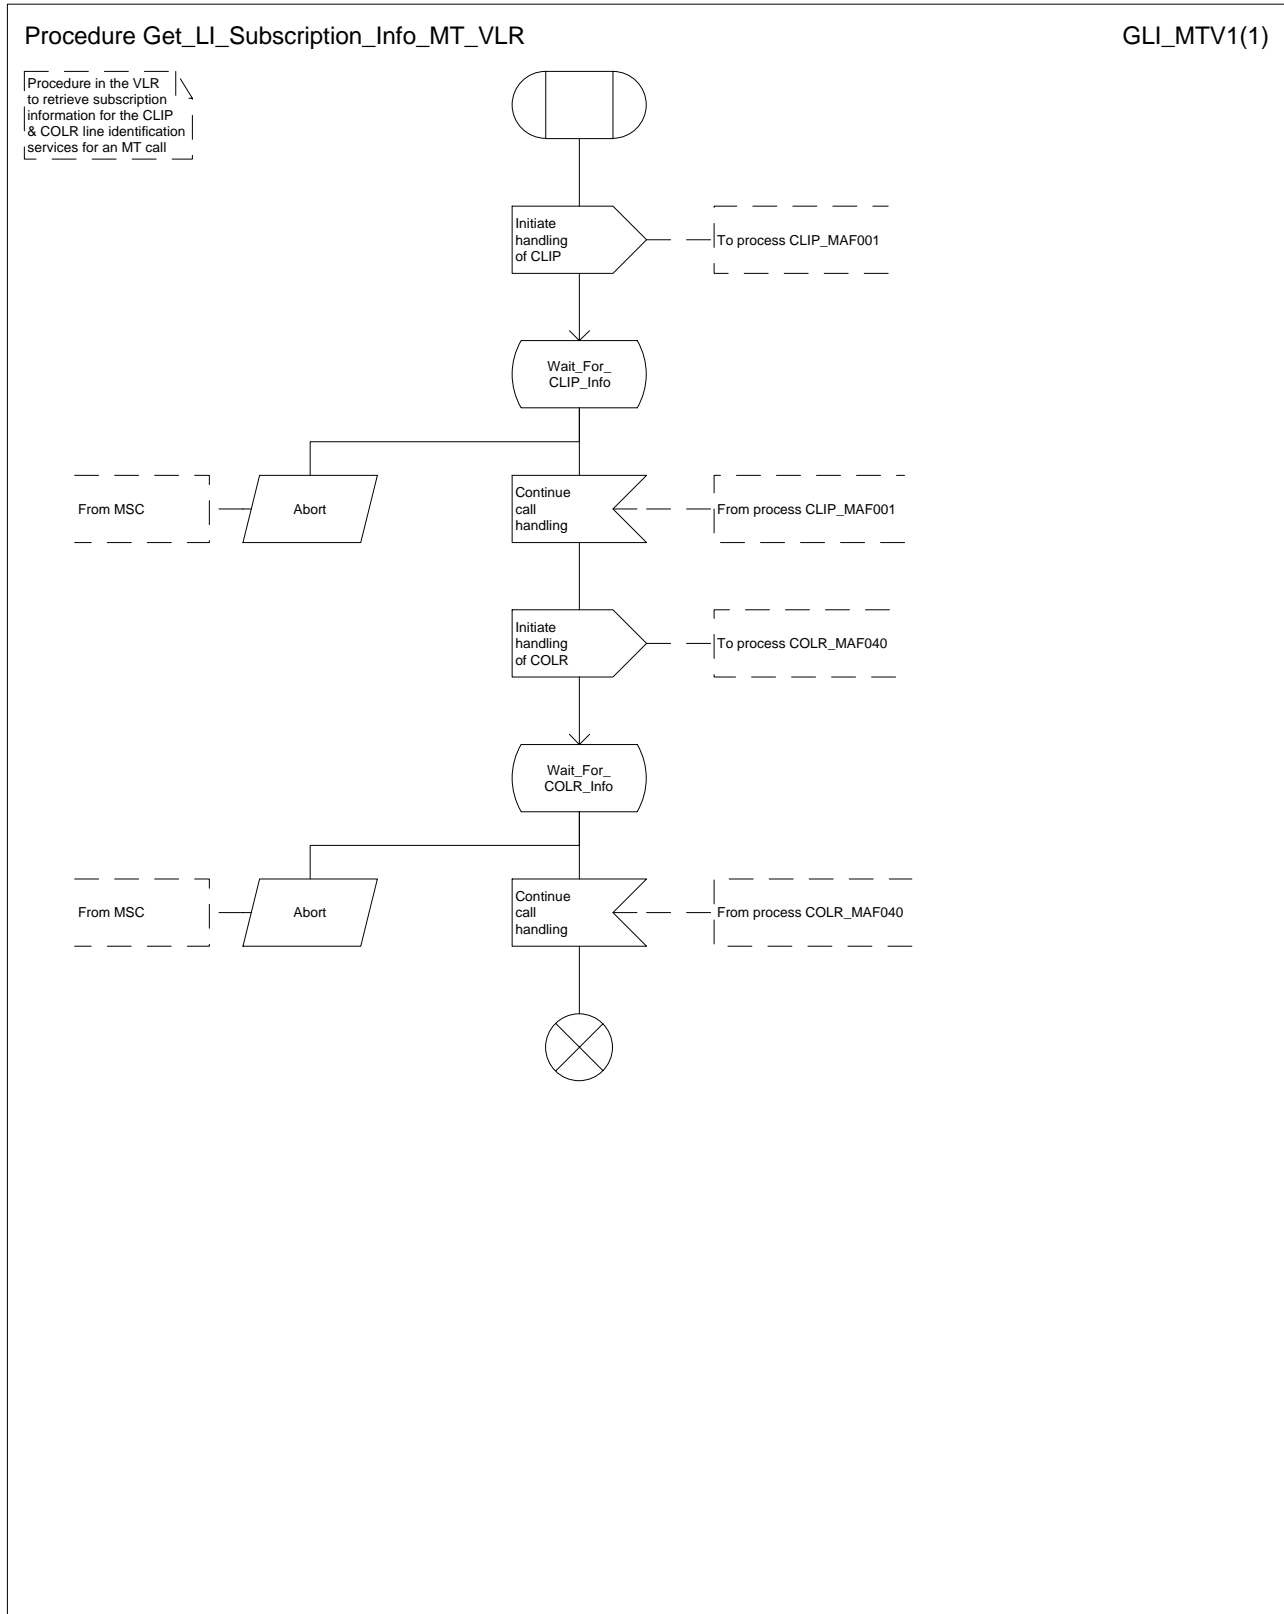 Procedure Get_LI_Subscription_Info_MT_VLR
GLI_MTV1(1)
Procedure in the VLR
to retrieve subscription
information for the CLIP
& COLR line identification
services for an MT call
Initiate
handling
of CLIP
To process CLIP_MAF001
Wait_For_
CLIP_Info
From MSC
Abort
Continue
call
handling
From process CLIP_MAF001
Initiate
handling
of COLR
To process COLR_MAF040
Wait_For_
COLR_Info
From MSC
Abort
Continue
call
handling
From process COLR_MAF040